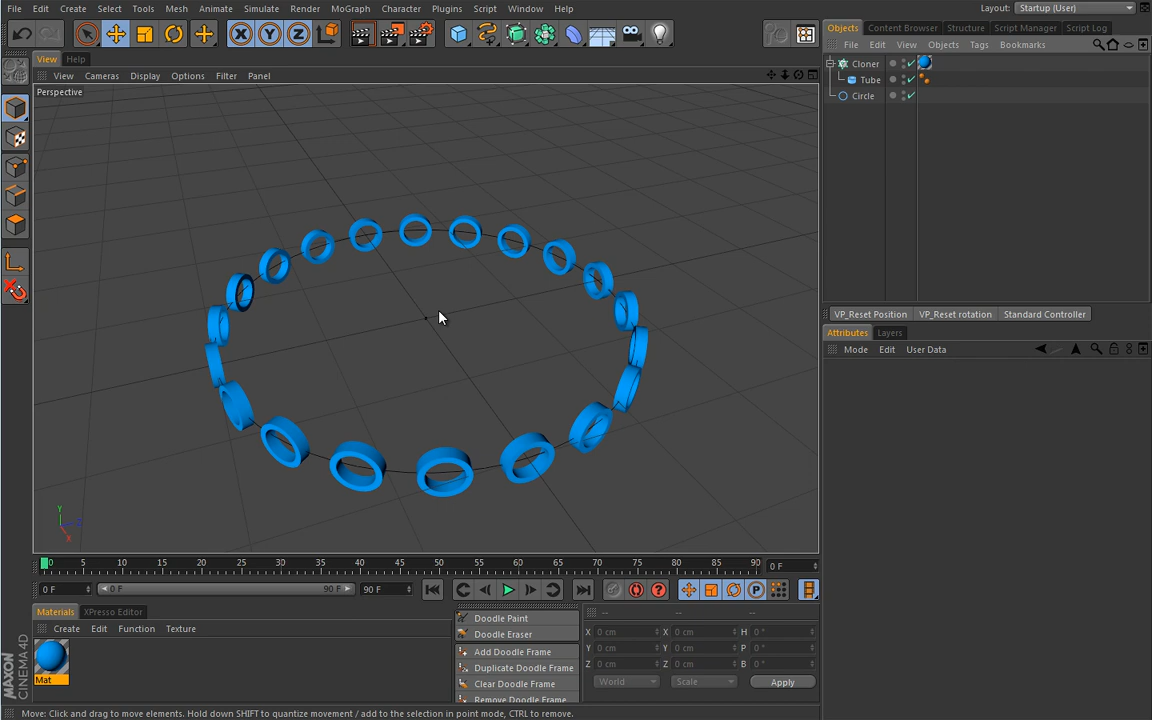 File Edit Create Select Tools Mesh Animate Simulate Render MoGraph Character Plugins Script Window Help Layout: Startup (User)
X Y Z
Objects Content Browser Structure Script Manager Script Log
File Edit View Objects Tags Bookmarks
View Help
View Cameras Display Options Filter Panel
Perspective
Cloner
Tube
Circle
VP_Reset Position VP_Reset rotation Standard Controller
Attributes Layers
Mode Edit User Data
Y
Z
X
0 5 10 15 20 25 30 35 40 45 50 55 60 65 70 75 80 85 90 0 F
0 F 0 F 90 F 90 F
P
Materials XPresso Editor
Create Edit Function Texture
Mat
Doodle Paint
Doodle Eraser
Add Doodle Frame
Duplicate Doodle Frame
Clear Doodle Frame
Remove Doodle Frame
-- -- --
X 0 cm X 0 cm H 0 °
Y 0 cm Y 0 cm P 0 °
Z 0 cm Z 0 cm B 0 °
World Scale Apply
MAXON
CINEMA 4D
Move: Click and drag to move elements. Hold down SHIFT to quantize movement / add to the selection in point mode, CTRL to remove.